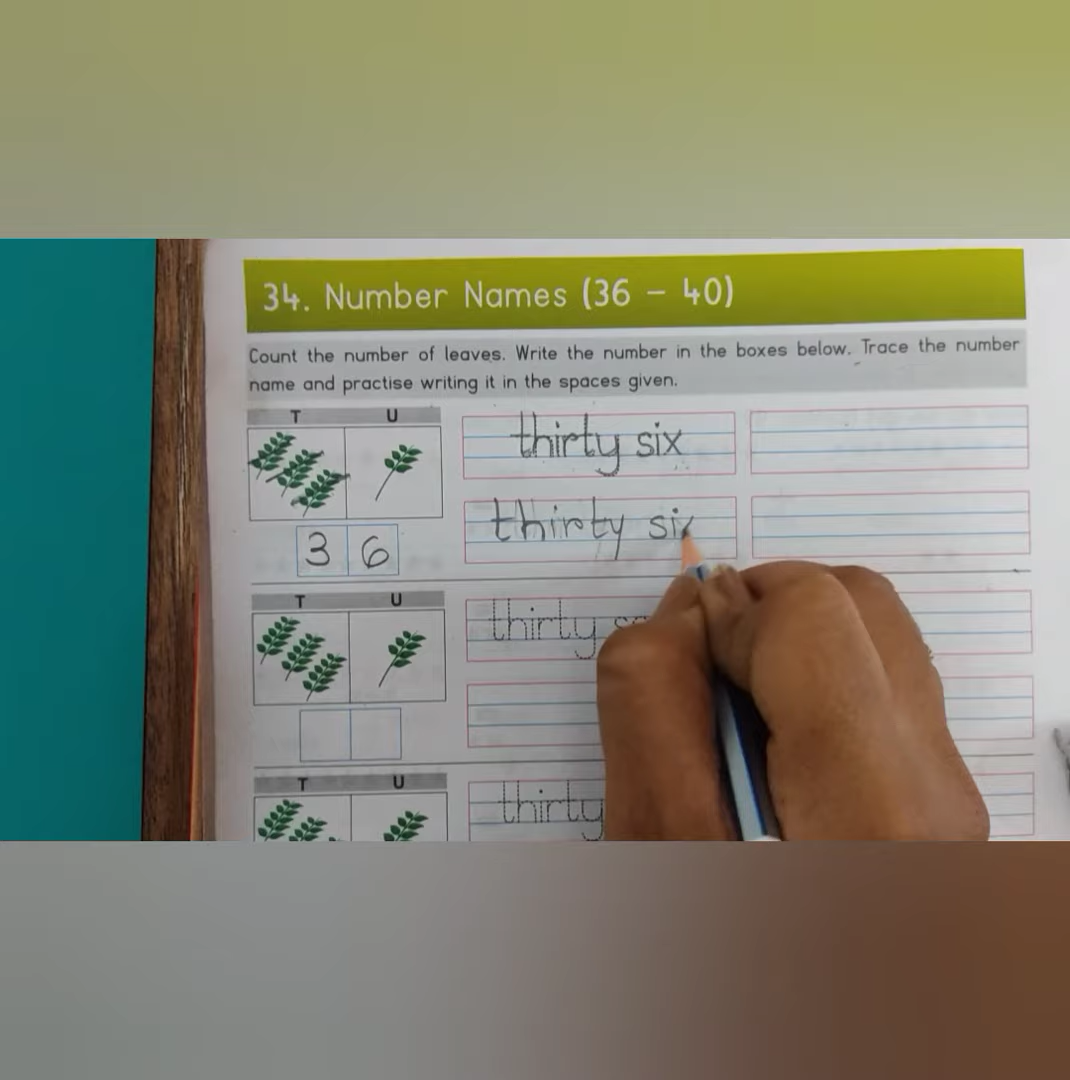 34. Number Names (36 – 40)
Count the number of leaves. Write the number in the boxes below. Trace the number
name and practise writing it in the spaces given.
T U
thirty six
thirty six
3 6
T U
thirty
T U
thirty